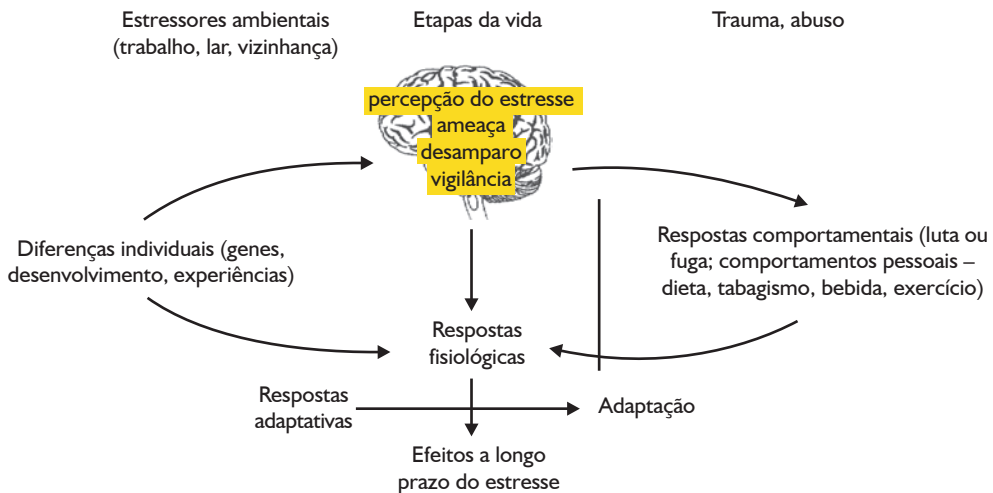 Estressores ambientais
(trabalho, lar, vizinhança)
Etapas da vida
Trauma, abuso
percepção do estresse
ameaça
desamparo
vigilância
Diferenças individuais (genes,
desenvolvimento, experiências)
Respostas comportamentais (luta ou
fuga; comportamentos pessoais –
dieta, tabagismo, bebida, exercício)
Respostas
fisiológicas
Respostas
adaptativas
Adaptação
Efeitos a longo
prazo do estresse